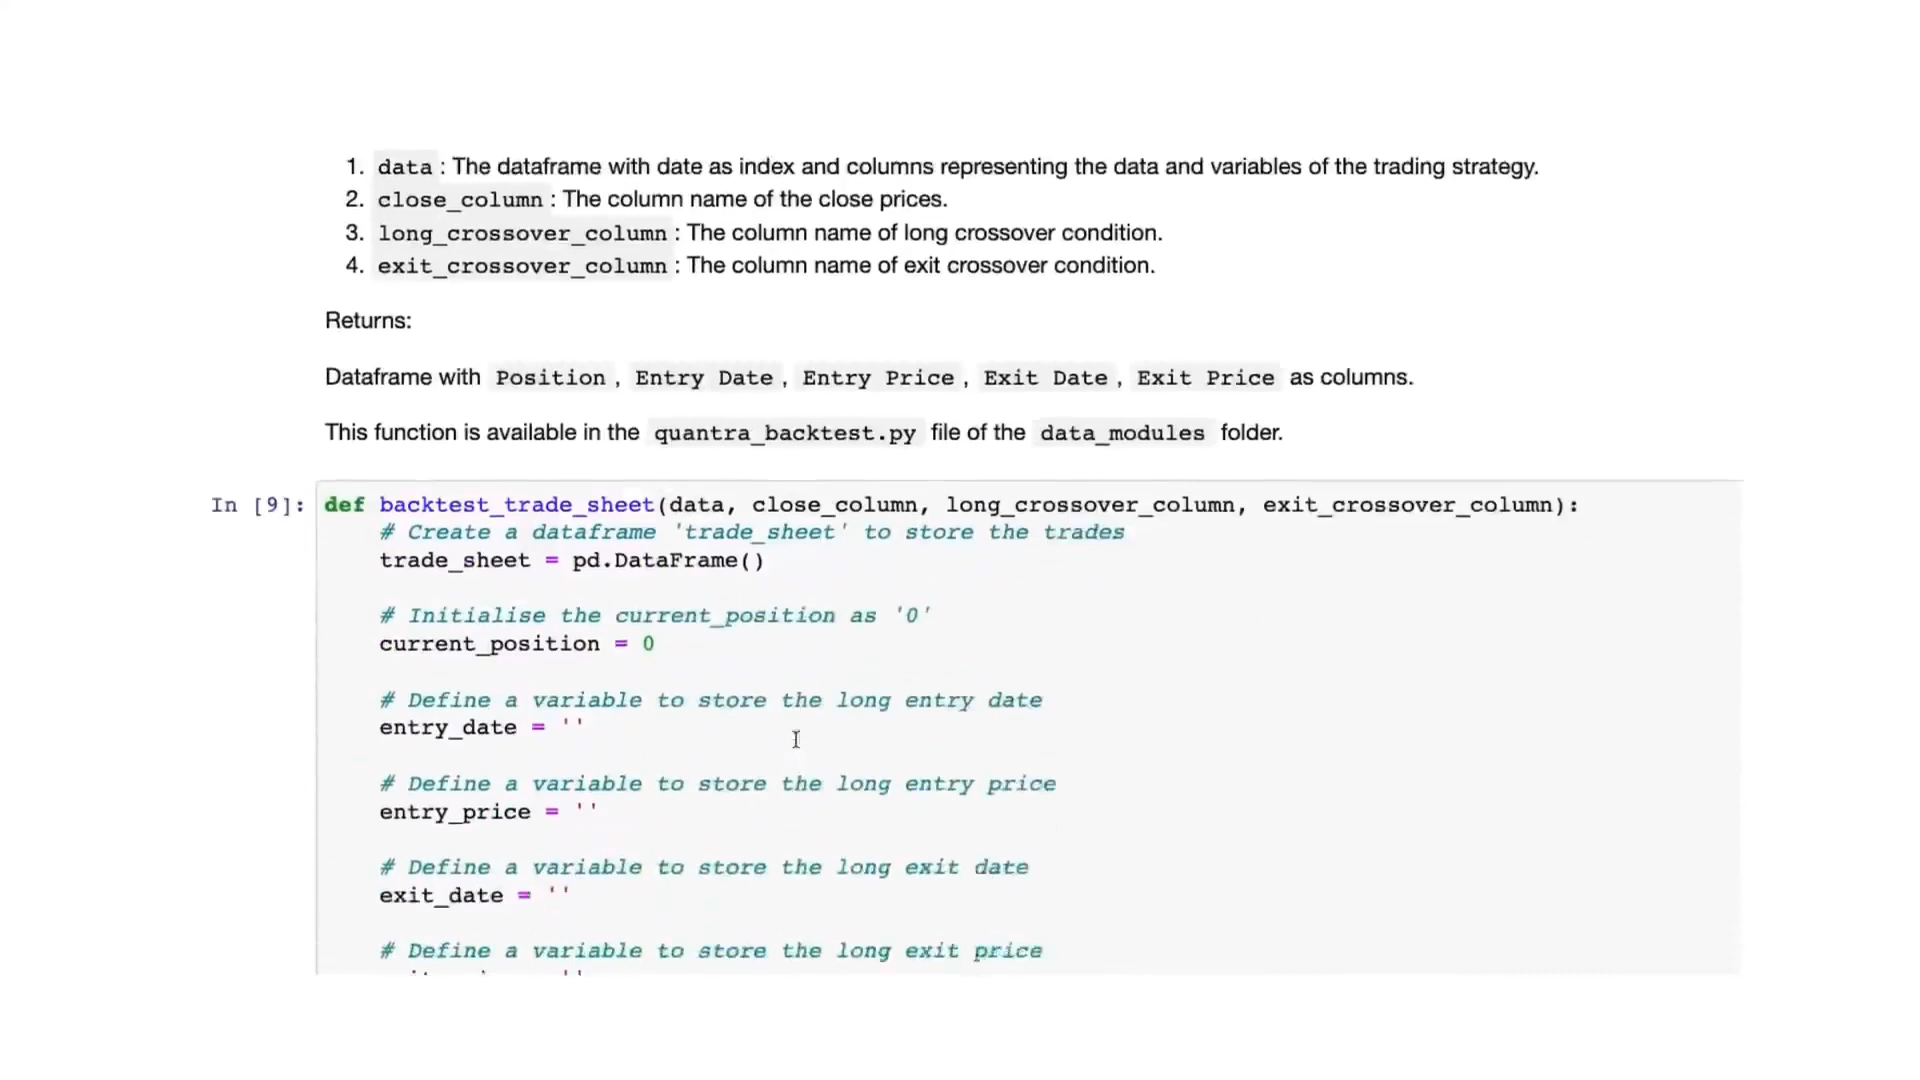 1. data : The dataframe with date as index and columns representing the data and variables of the trading strategy.
2. close_column : The column name of the close prices.
3. long_crossover_column : The column name of long crossover condition.
4. exit_crossover_column : The column name of exit crossover condition.
Returns:
Dataframe with Position , Entry Date , Entry Price , Exit Date , Exit Price as columns.
This function is available in the quantra_backtest.py file of the data_modules folder.
In [9]: def backtest_trade_sheet(data, close_column, long_crossover_column, exit_crossover_column):
# Create a dataframe 'trade_sheet' to store the trades
trade_sheet = pd.DataFrame()
# Initialise the current_position as '0'
current_position = 0
# Define a variable to store the long entry date
entry_date = ''
# Define a variable to store the long entry price
entry_price = ''
# Define a variable to store the long exit date
exit_date = ''
# Define a variable to store the long exit price